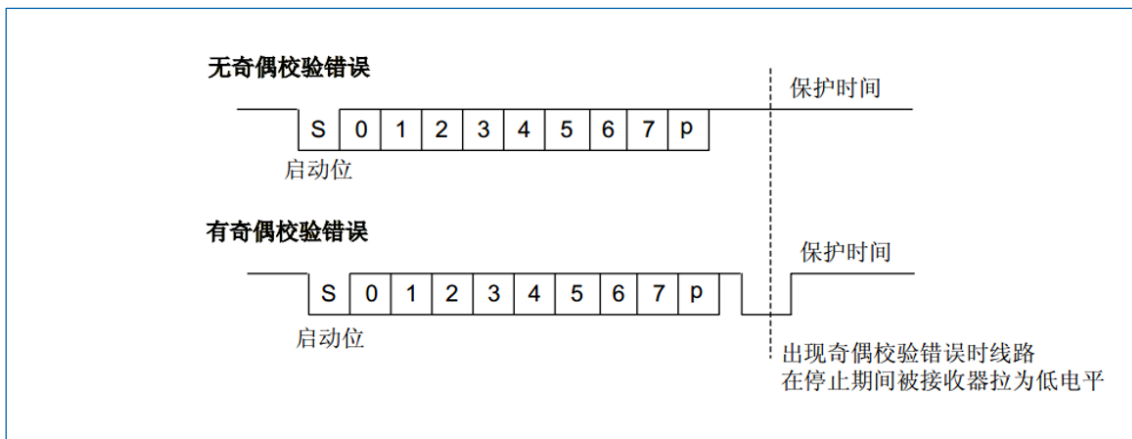 无奇偶校验错误
保护时间
S 0 1 2 3 4 5 6 7 p
启动位
有奇偶校验错误
保护时间
S 0 1 2 3 4 5 6 7 p
启动位
出现奇偶校验错误时线路
在停止期间被接收器拉为低电平